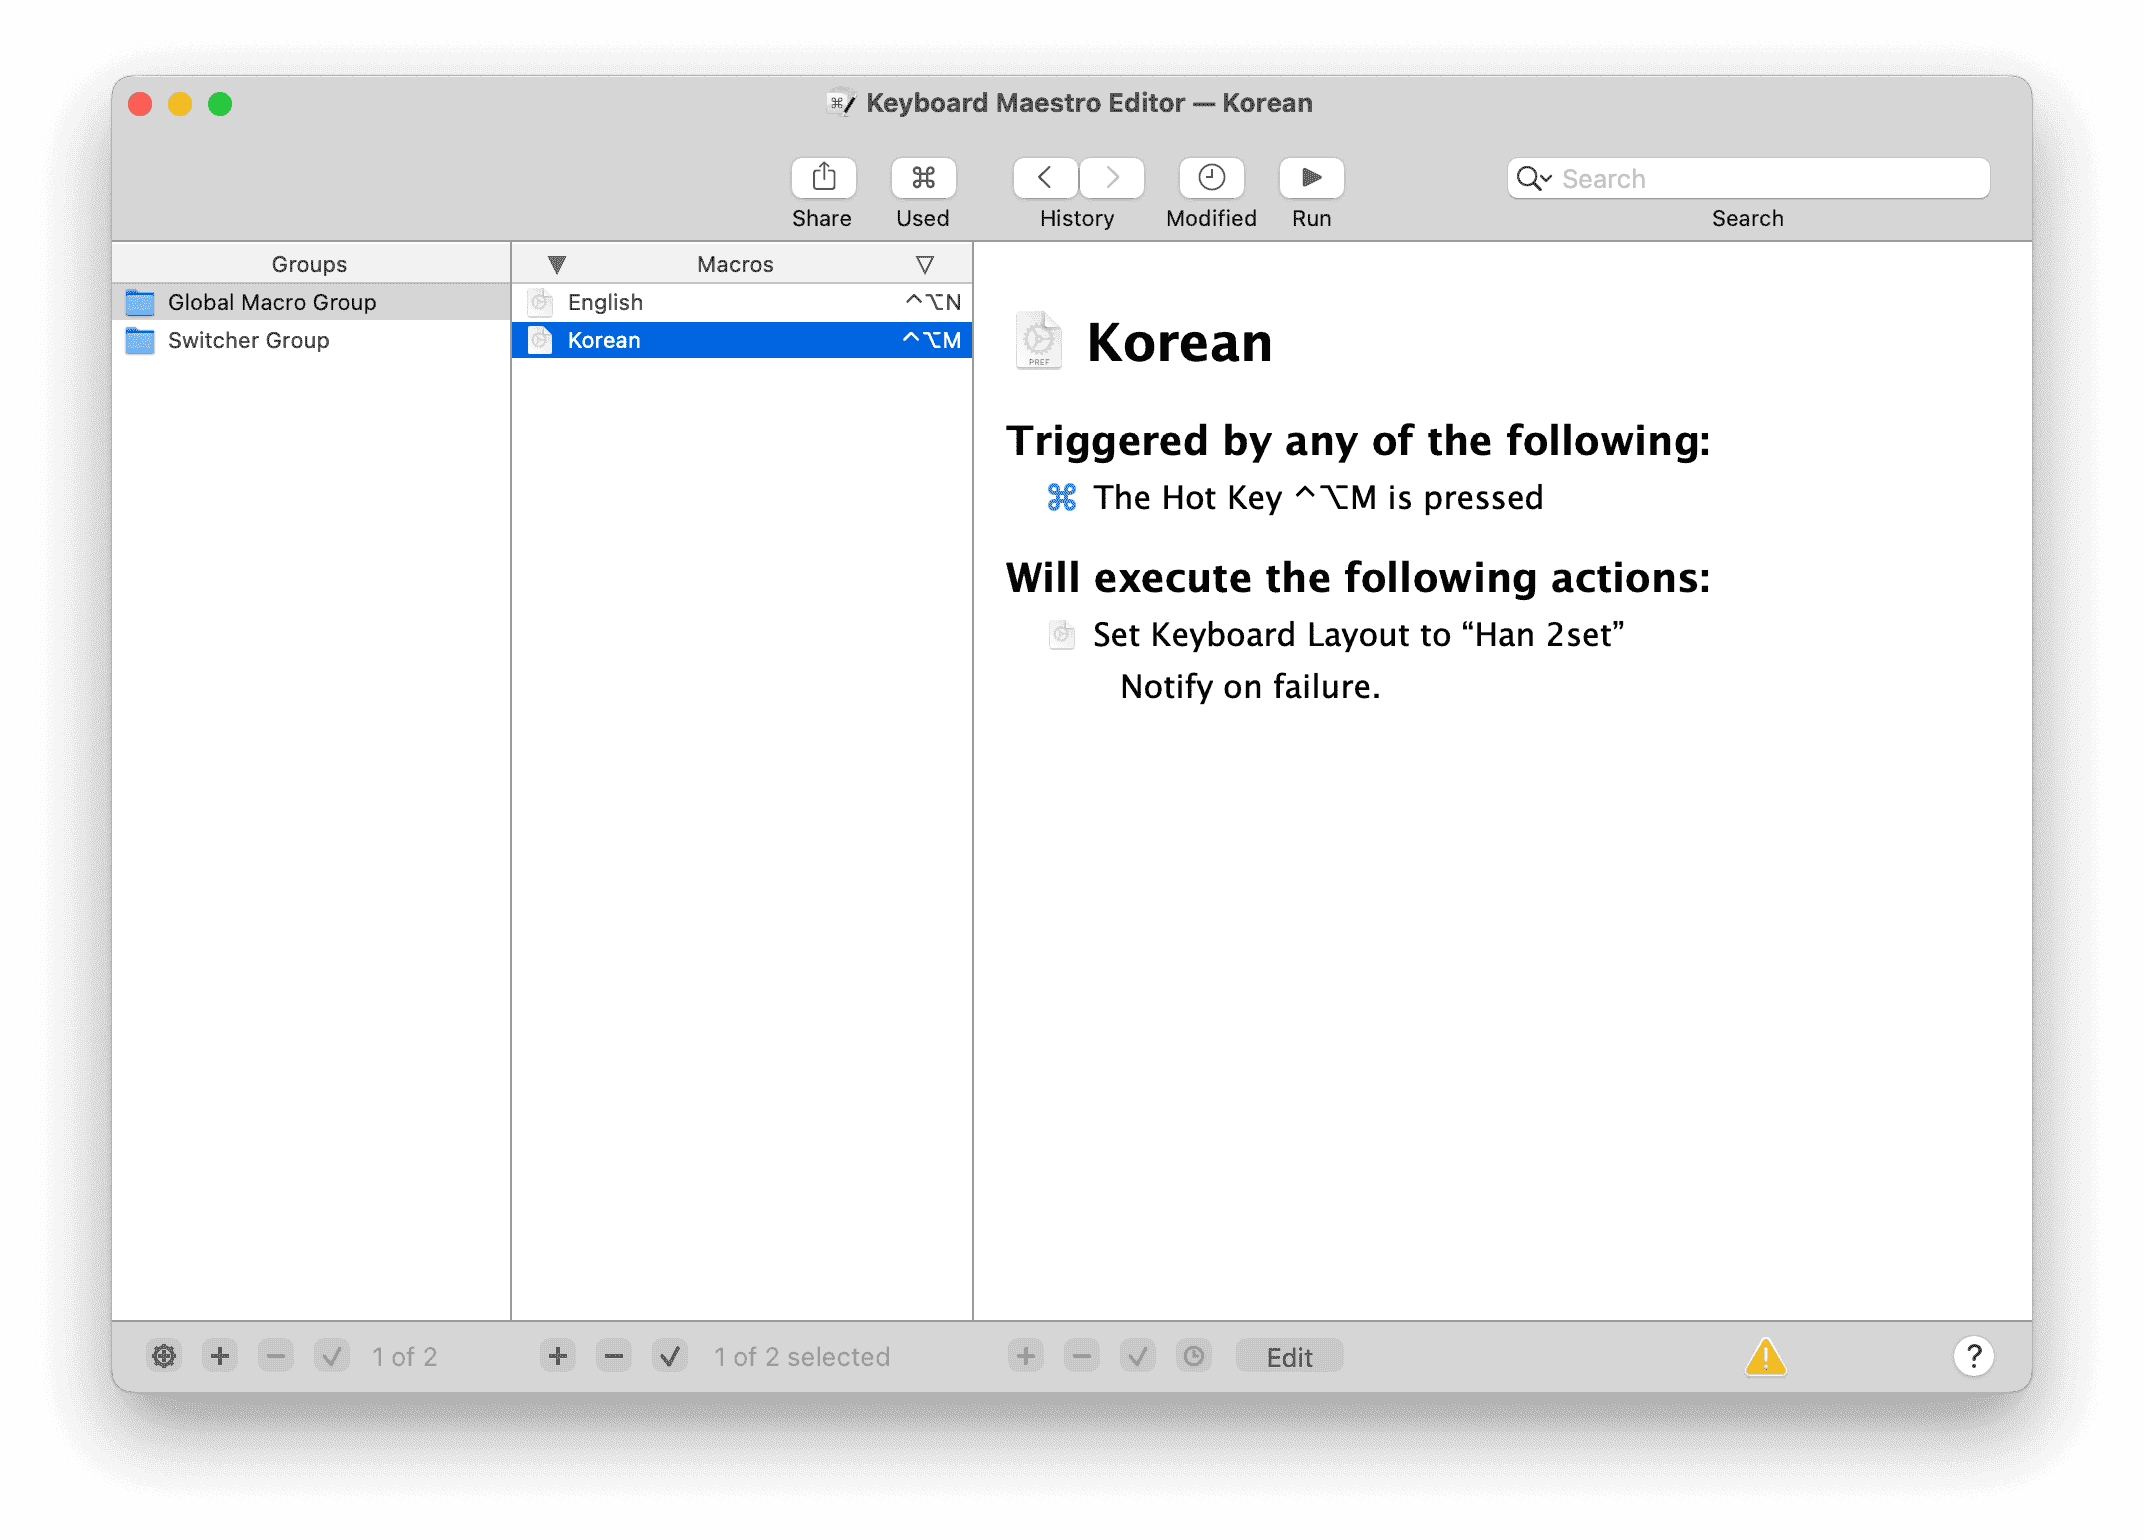 Keyboard Maestro Editor — Korean
Share
Used
History
Modified
Run
Search
Search
Groups
Global Macro Group
Switcher Group
Macros
English ⌃⌥N
Korean ⌃⌥M
PREF
Korean
Triggered by any of the following:
⌘ The Hot Key ⌃⌥M is pressed
Will execute the following actions:
Set Keyboard Layout to “Han 2set”
Notify on failure.
1 of 2
1 of 2 selected
Edit
?